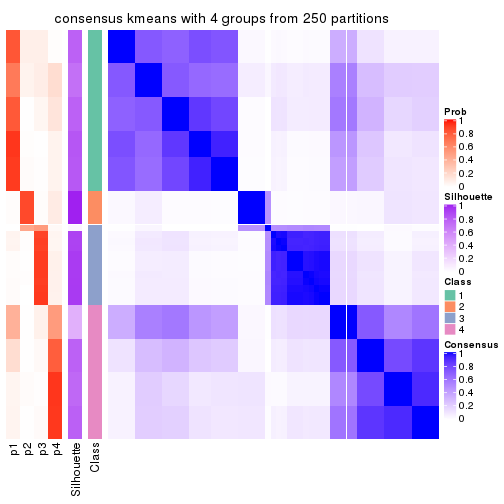 consensus kmeans with 4 groups from 250 partitions
Prob
1
0.8
0.6
0.4
0.2
0
Silhouette
1
0.8
0.6
0.4
0.2
0
Class
1
2
3
4
Consensus
1
0.8
0.6
0.4
0.2
0
p1
p2
p3
p4
Silhouette
Class